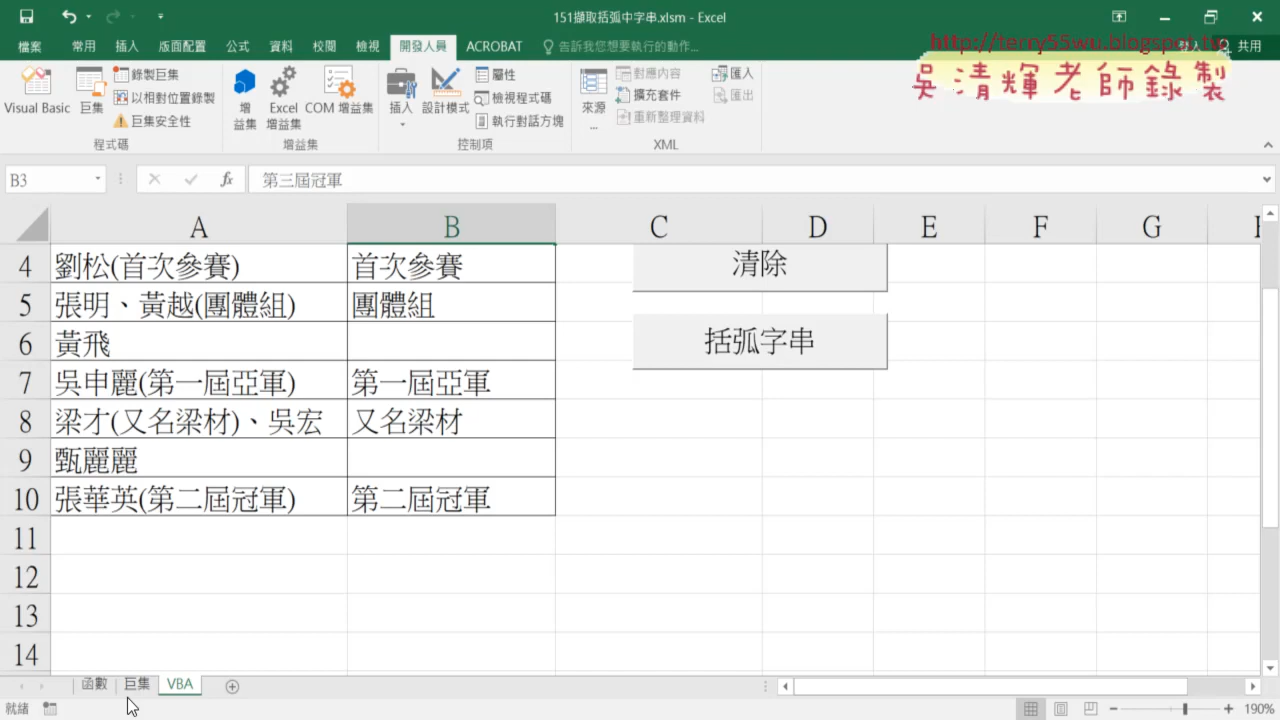 151擷取括弧中字串.xlsm - Excel
檔案 常用 插入 版面配置 公式 資料 校閱 檢視 開發人員 ACROBAT 告訴我您想要執行的動作... 共用
http://terry55wu.blogspot.tw
吳清輝老師錄製
Visual Basic 巨集 錄製巨集 以相對位置錄製 巨集安全性
程式碼
增益集 Excel 增益集 COM 增益集
增益集
插入 設計模式 屬性 檢視程式碼 執行對話方塊
控制項
來源... 對應內容 擴充套件 重新整理資料 匯入 匯出
XML
B3 fx 第三屆冠軍
A B C D E F G
4 劉松(首次參賽) 首次參賽 清除
5 張明、黃越(團體組) 團體組
6 黃飛 括弧字串
7 吳申麗(第一屆亞軍) 第一屆亞軍
8 梁才(又名梁材)、吳宏 又名梁材
9 甄麗麗
10 張華英(第二屆冠軍) 第二屆冠軍
11
12
13
14
函數 巨集 VBA
就緒 190%